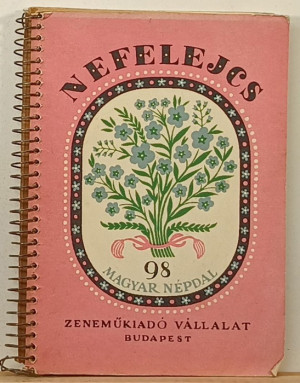 NEFELEJCS
98
MAGYAR NÉPDAL
ZENEMŰKIADÓ VÁLLALAT
BUDAPEST